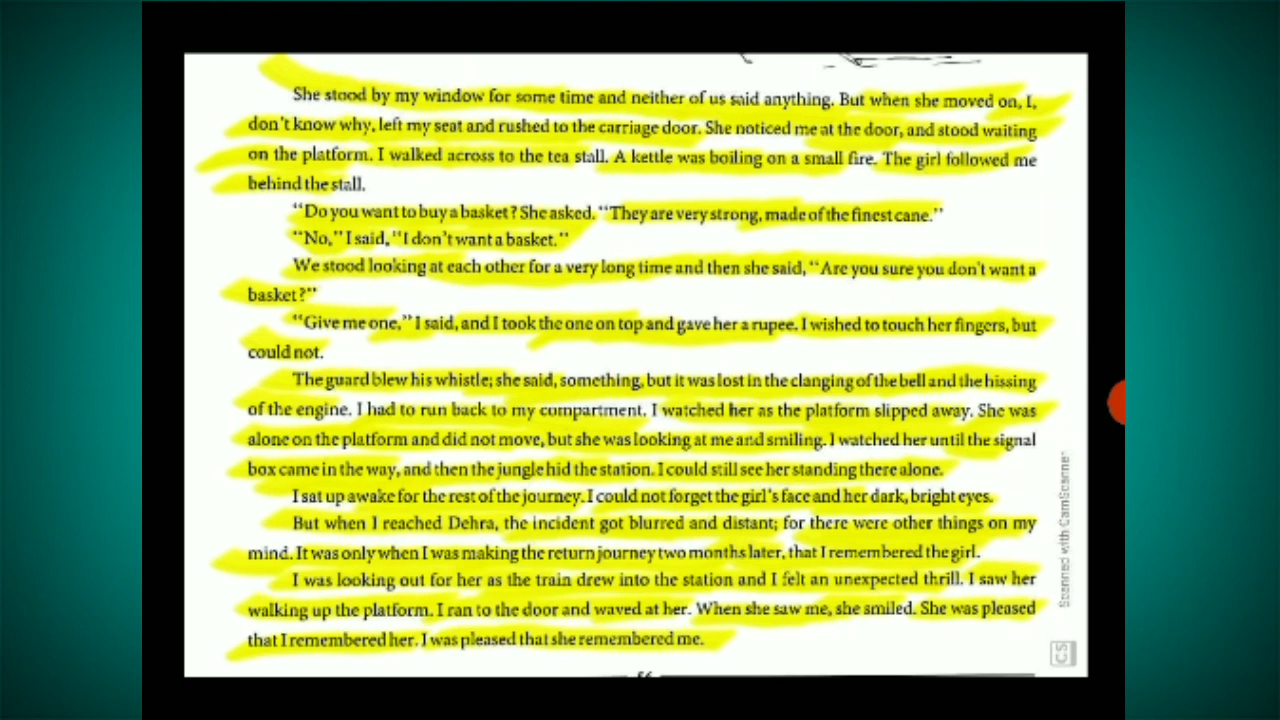 She stood by my window for some time and neither of us said anything. But when she moved on, I,
don't know why, left my seat and rushed to the carriage door. She noticed me at the door, and stood waiting
on the platform. I walked across to the tea stall. A kettle was boiling on a small fire. The girl followed me
behind the stall.
"Do you want to buy a basket? She asked. "They are very strong, made of the finest cane."
"No," I said, "I don't want a basket."
We stood looking at each other for a very long time and then she said, "Are you sure you don't want a
basket?"
"Give me one," I said, and I took the one on top and gave her a rupee. I wished to touch her fingers, but
could not.
The guard blew his whistle; she said, something, but it was lost in the clanging of the bell and the hissing
of the engine. I had to run back to my compartment. I watched her as the platform slipped away. She was
alone on the platform and did not move, but she was looking at me and smiling. I watched her until the signal
box came in the way, and then the jungle hid the station. I could still see her standing there alone.
I sat up awake for the rest of the journey. I could not forget the girl's face and her dark, bright eyes.
But when I reached Dehra, the incident got blurred and distant; for there were other things on my
mind. It was only when I was making the return journey two months later, that I remembered the girl.
I was looking out for her as the train drew into the station and I felt an unexpected thrill. I saw her
walking up the platform. I ran to the door and waved at her. When she saw me, she smiled. She was pleased
that I remembered her. I was pleased that she remembered me.
Scanned with CamScanner
CS